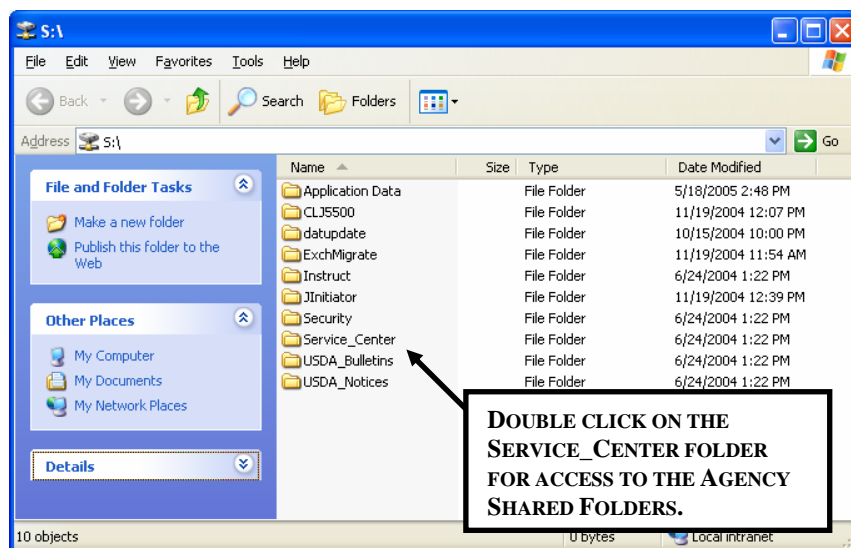 S:\
File Edit View Favorites Tools Help
Back Search Folders
Address S:\ Go
File and Folder Tasks
Make a new folder
Publish this folder to the
Web
Other Places
My Computer
My Documents
My Network Places
Details
Name Size Type Date Modified
Application Data File Folder 5/18/2005 2:48 PM
CLJ5500 File Folder 11/19/2004 12:07 PM
datupdate File Folder 10/15/2004 10:00 PM
ExchMigrate File Folder 11/19/2004 11:54 AM
Instruct File Folder 6/24/2004 1:22 PM
JInitiator File Folder 11/19/2004 12:39 PM
Security File Folder 6/24/2004 1:22 PM
Service_Center File Folder 6/24/2004 1:22 PM
USDA_Bulletins File Folder 6/24/2004 1:22 PM
USDA_Notices File Folder 6/24/2004 1:22 PM
DOUBLE CLICK ON THE
SERVICE_CENTER FOLDER
FOR ACCESS TO THE AGENCY
SHARED FOLDERS.
10 objects 0 bytes Local intranet